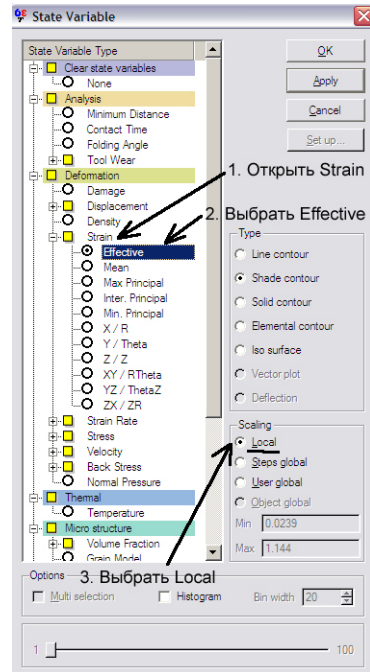 State Variable
State Variable Type
Clear state variables
None
Analysis
Minimum Distance
Contact Time
Folding Angle
Tool Wear
Deformation
Damage
Displacement
Density
Strain
Effective
Mean
Max Principal
Inter. Principal
Min. Principal
X / R
Y / Theta
Z / Z
XY / RTheta
YZ / ThetaZ
ZX / ZR
Strain Rate
Stress
Velocity
Back Stress
Normal Pressure
Thermal
Temperature
Micro structure
Volume Fraction
Grain Model
OK
Apply
Cancel
Set up...
1. Открыть Strain
2. Выбрать Effective
Type
Line contour
Shade contour
Solid contour
Elemental contour
Iso surface
Vector plot
Deflection
Scaling
Local
Steps global
User global
Object global
Min 0.0239
Max 1.144
3. Выбрать Local
Options
Multi selection Histogram Bin width 20
1 100